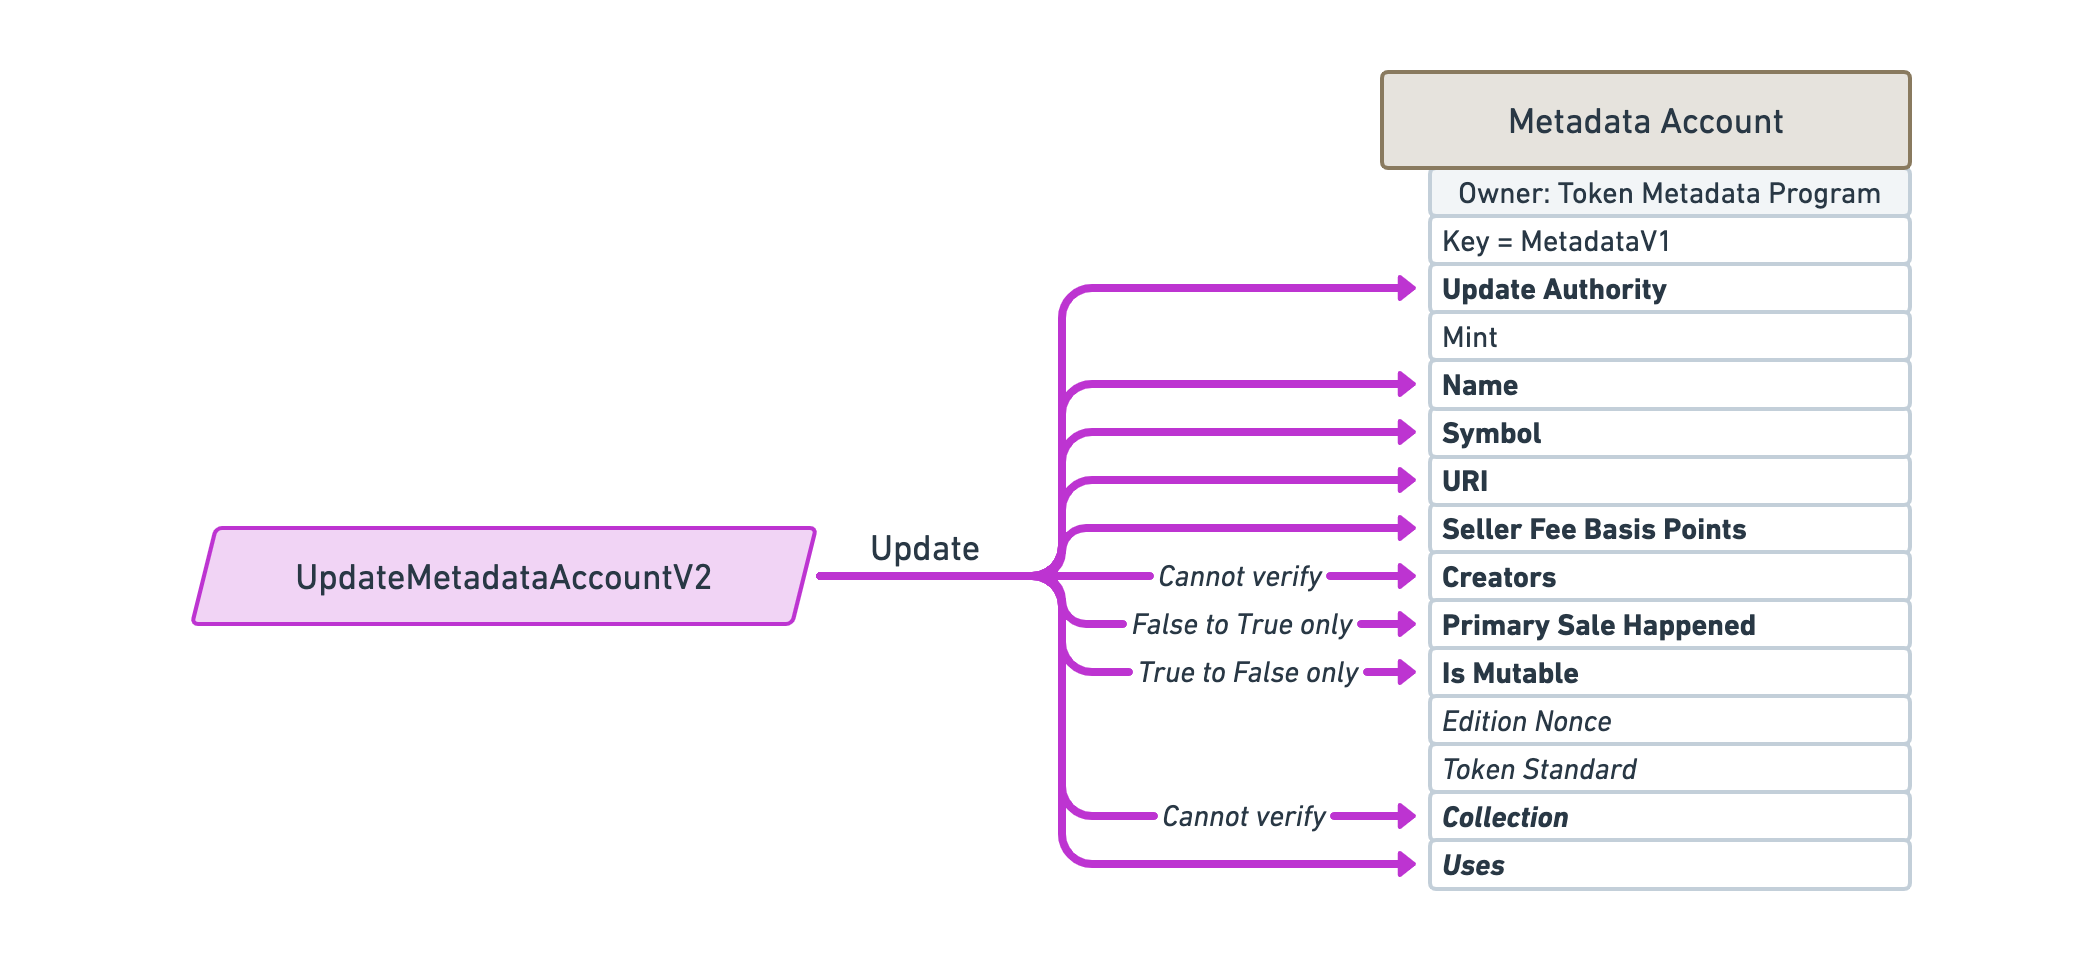 Metadata Account
Owner: Token Metadata Program
Key = MetadataV1
Update Authority
Mint
Name
Symbol
URI
Seller Fee Basis Points
UpdateMetadataAccountV2
Update
Cannot verify
Creators
False to True only
Primary Sale Happened
True to False only
Is Mutable
Edition Nonce
Token Standard
Cannot verify
Collection
Uses